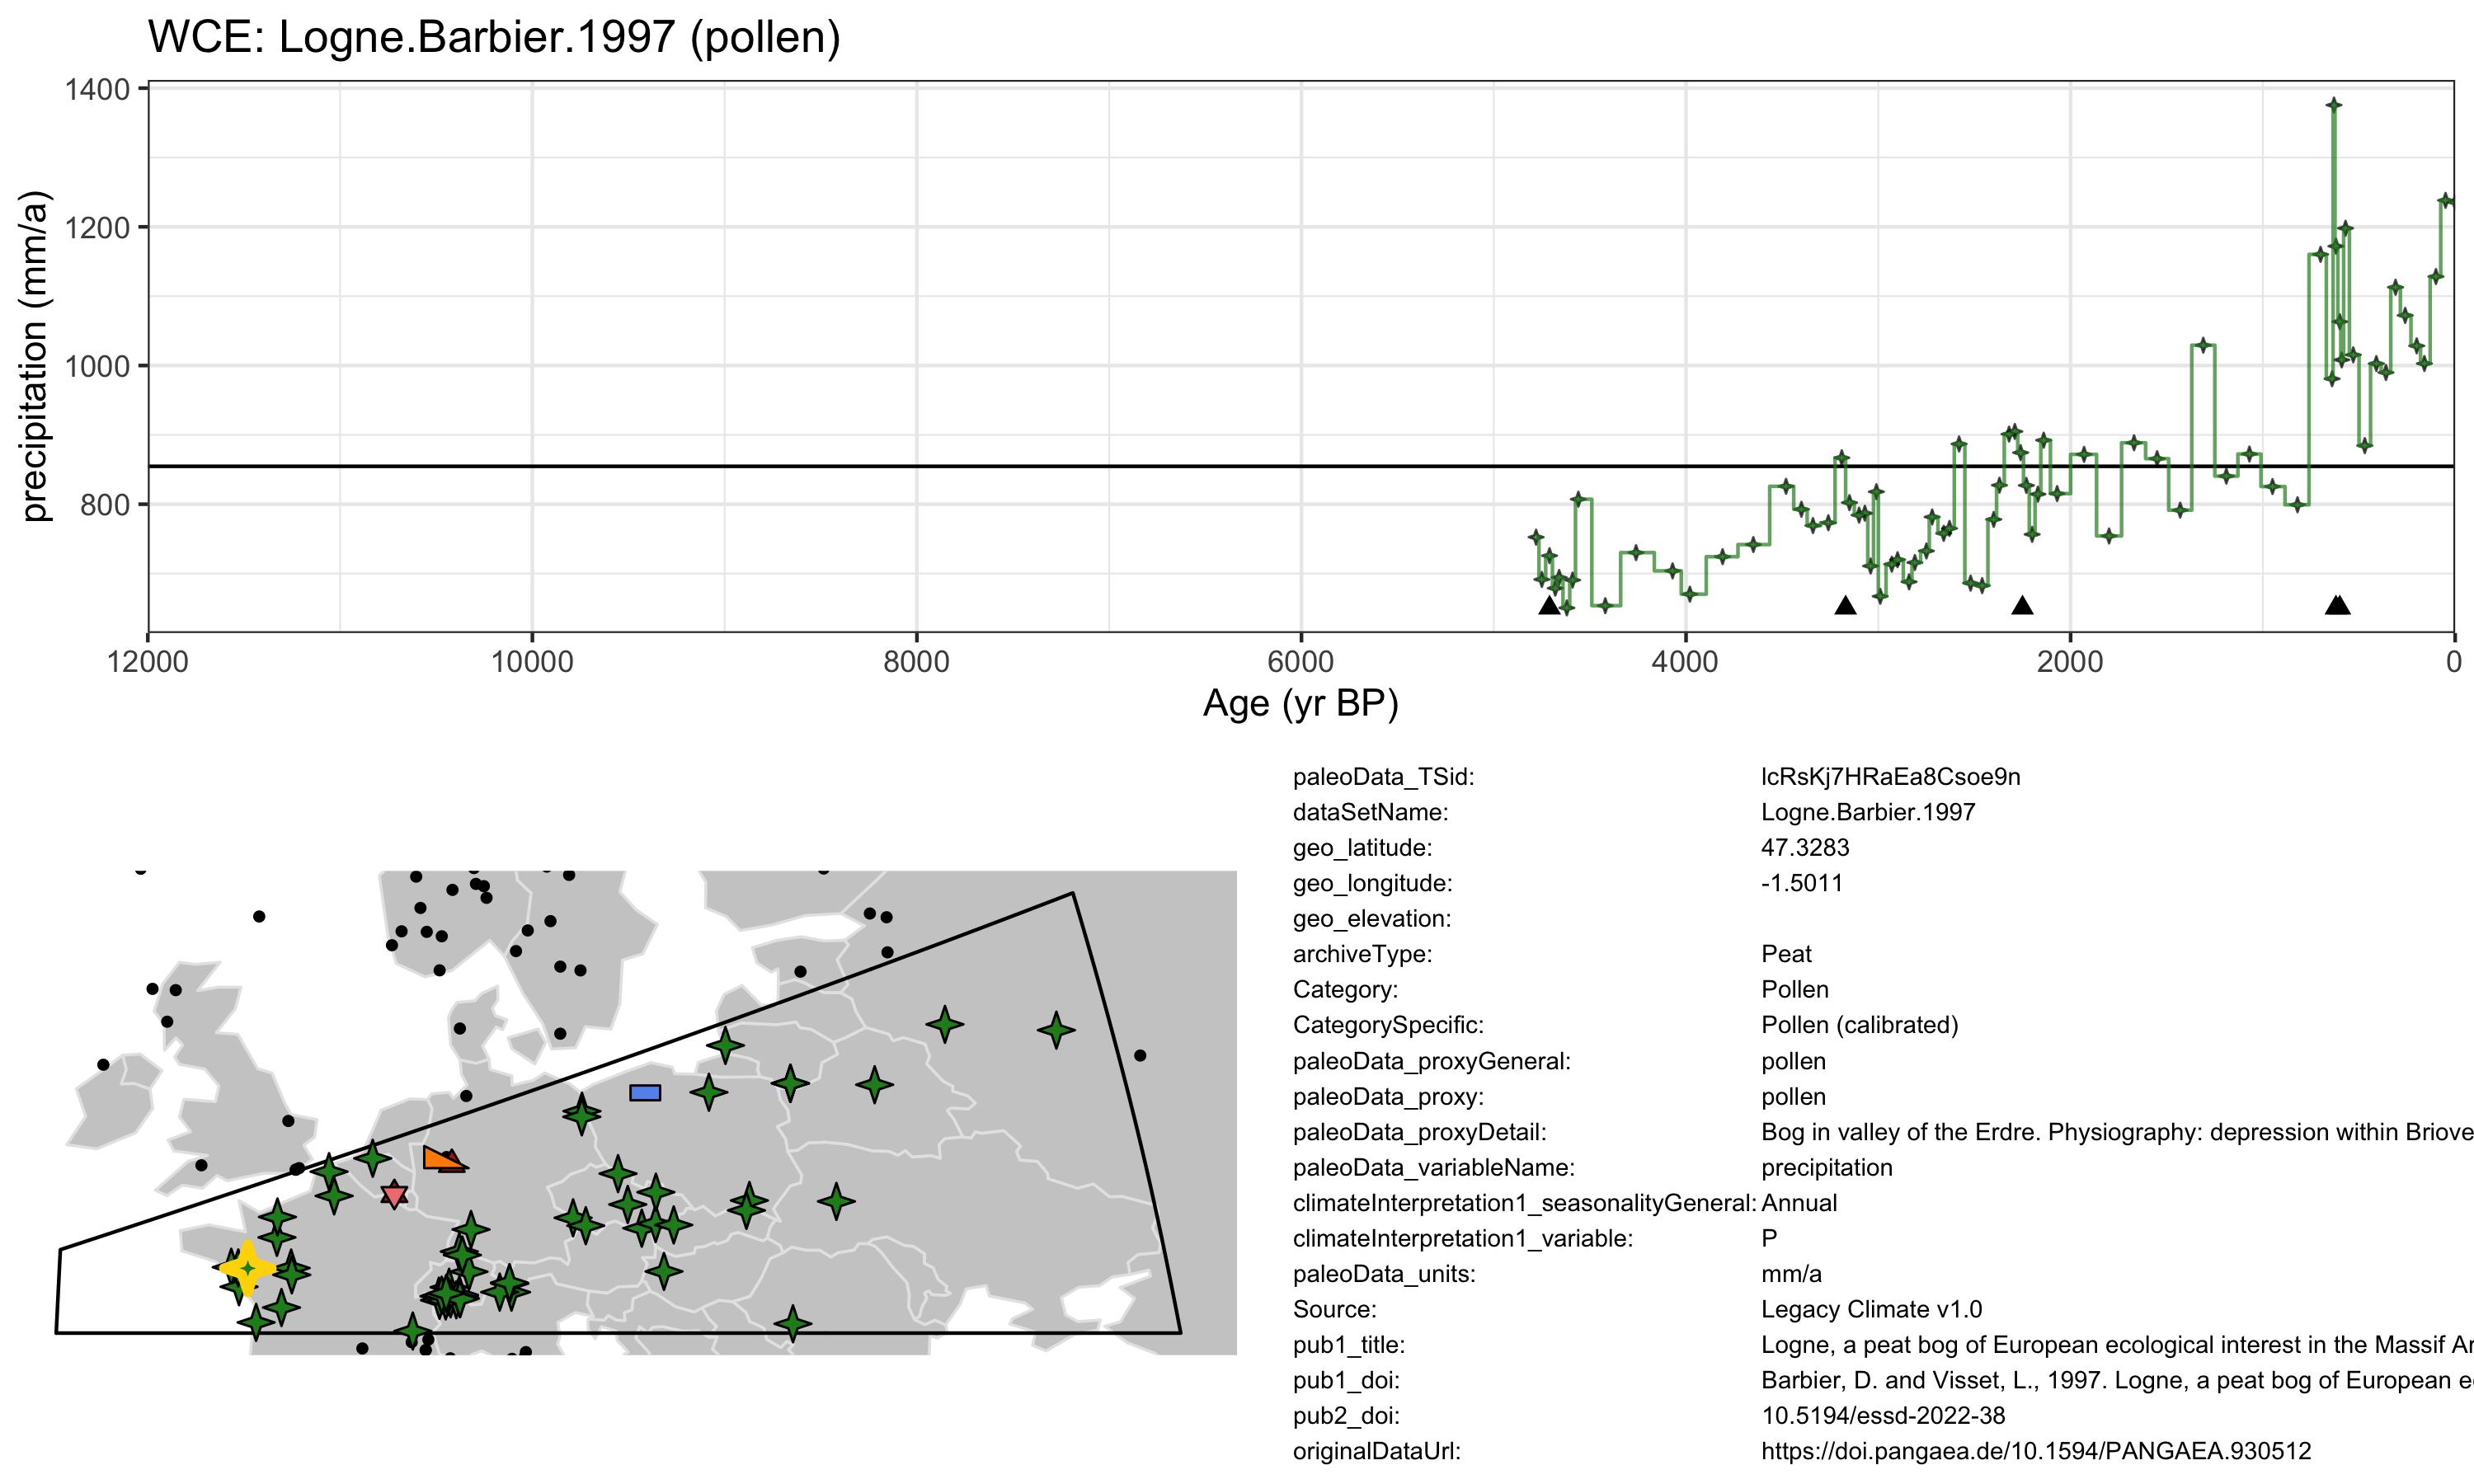 WCE: Logne.Barbier.1997 (pollen)
1400
1200
1000
800
precipitation (mm/a)
12000 10000 8000 6000 4000 2000 0
Age (yr BP)
paleoData_TSid: lcRsKj7HRaEa8Csoe9n
dataSetName: Logne.Barbier.1997
geo_latitude: 47.3283
geo_longitude: -1.5011
geo_elevation:
archiveType: Peat
Category: Pollen
CategorySpecific: Pollen (calibrated)
paleoData_proxyGeneral: pollen
paleoData_proxy: pollen
paleoData_proxyDetail: Bog in valley of the Erdre. Physiography: depression within Briove
paleoData_variableName: precipitation
climateInterpretation1_seasonalityGeneral: Annual
climateInterpretation1_variable: P
paleoData_units: mm/a
Source: Legacy Climate v1.0
pub1_title: Logne, a peat bog of European ecological interest in the Massif Ar
pub1_doi: Barbier, D. and Visset, L., 1997. Logne, a peat bog of European e
pub2_doi: 10.5194/essd-2022-38
originalDataUrl: https://doi.pangaea.de/10.1594/PANGAEA.930512